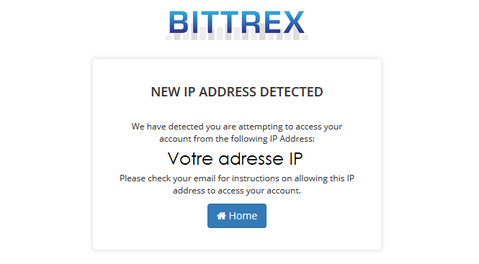 BITTREX
NEW IP ADDRESS DETECTED
We have detected you are attempting to access your
account from the following IP Address:
Votre adresse IP
Please check your email for instructions on allowing this IP
address to access your account.
Home